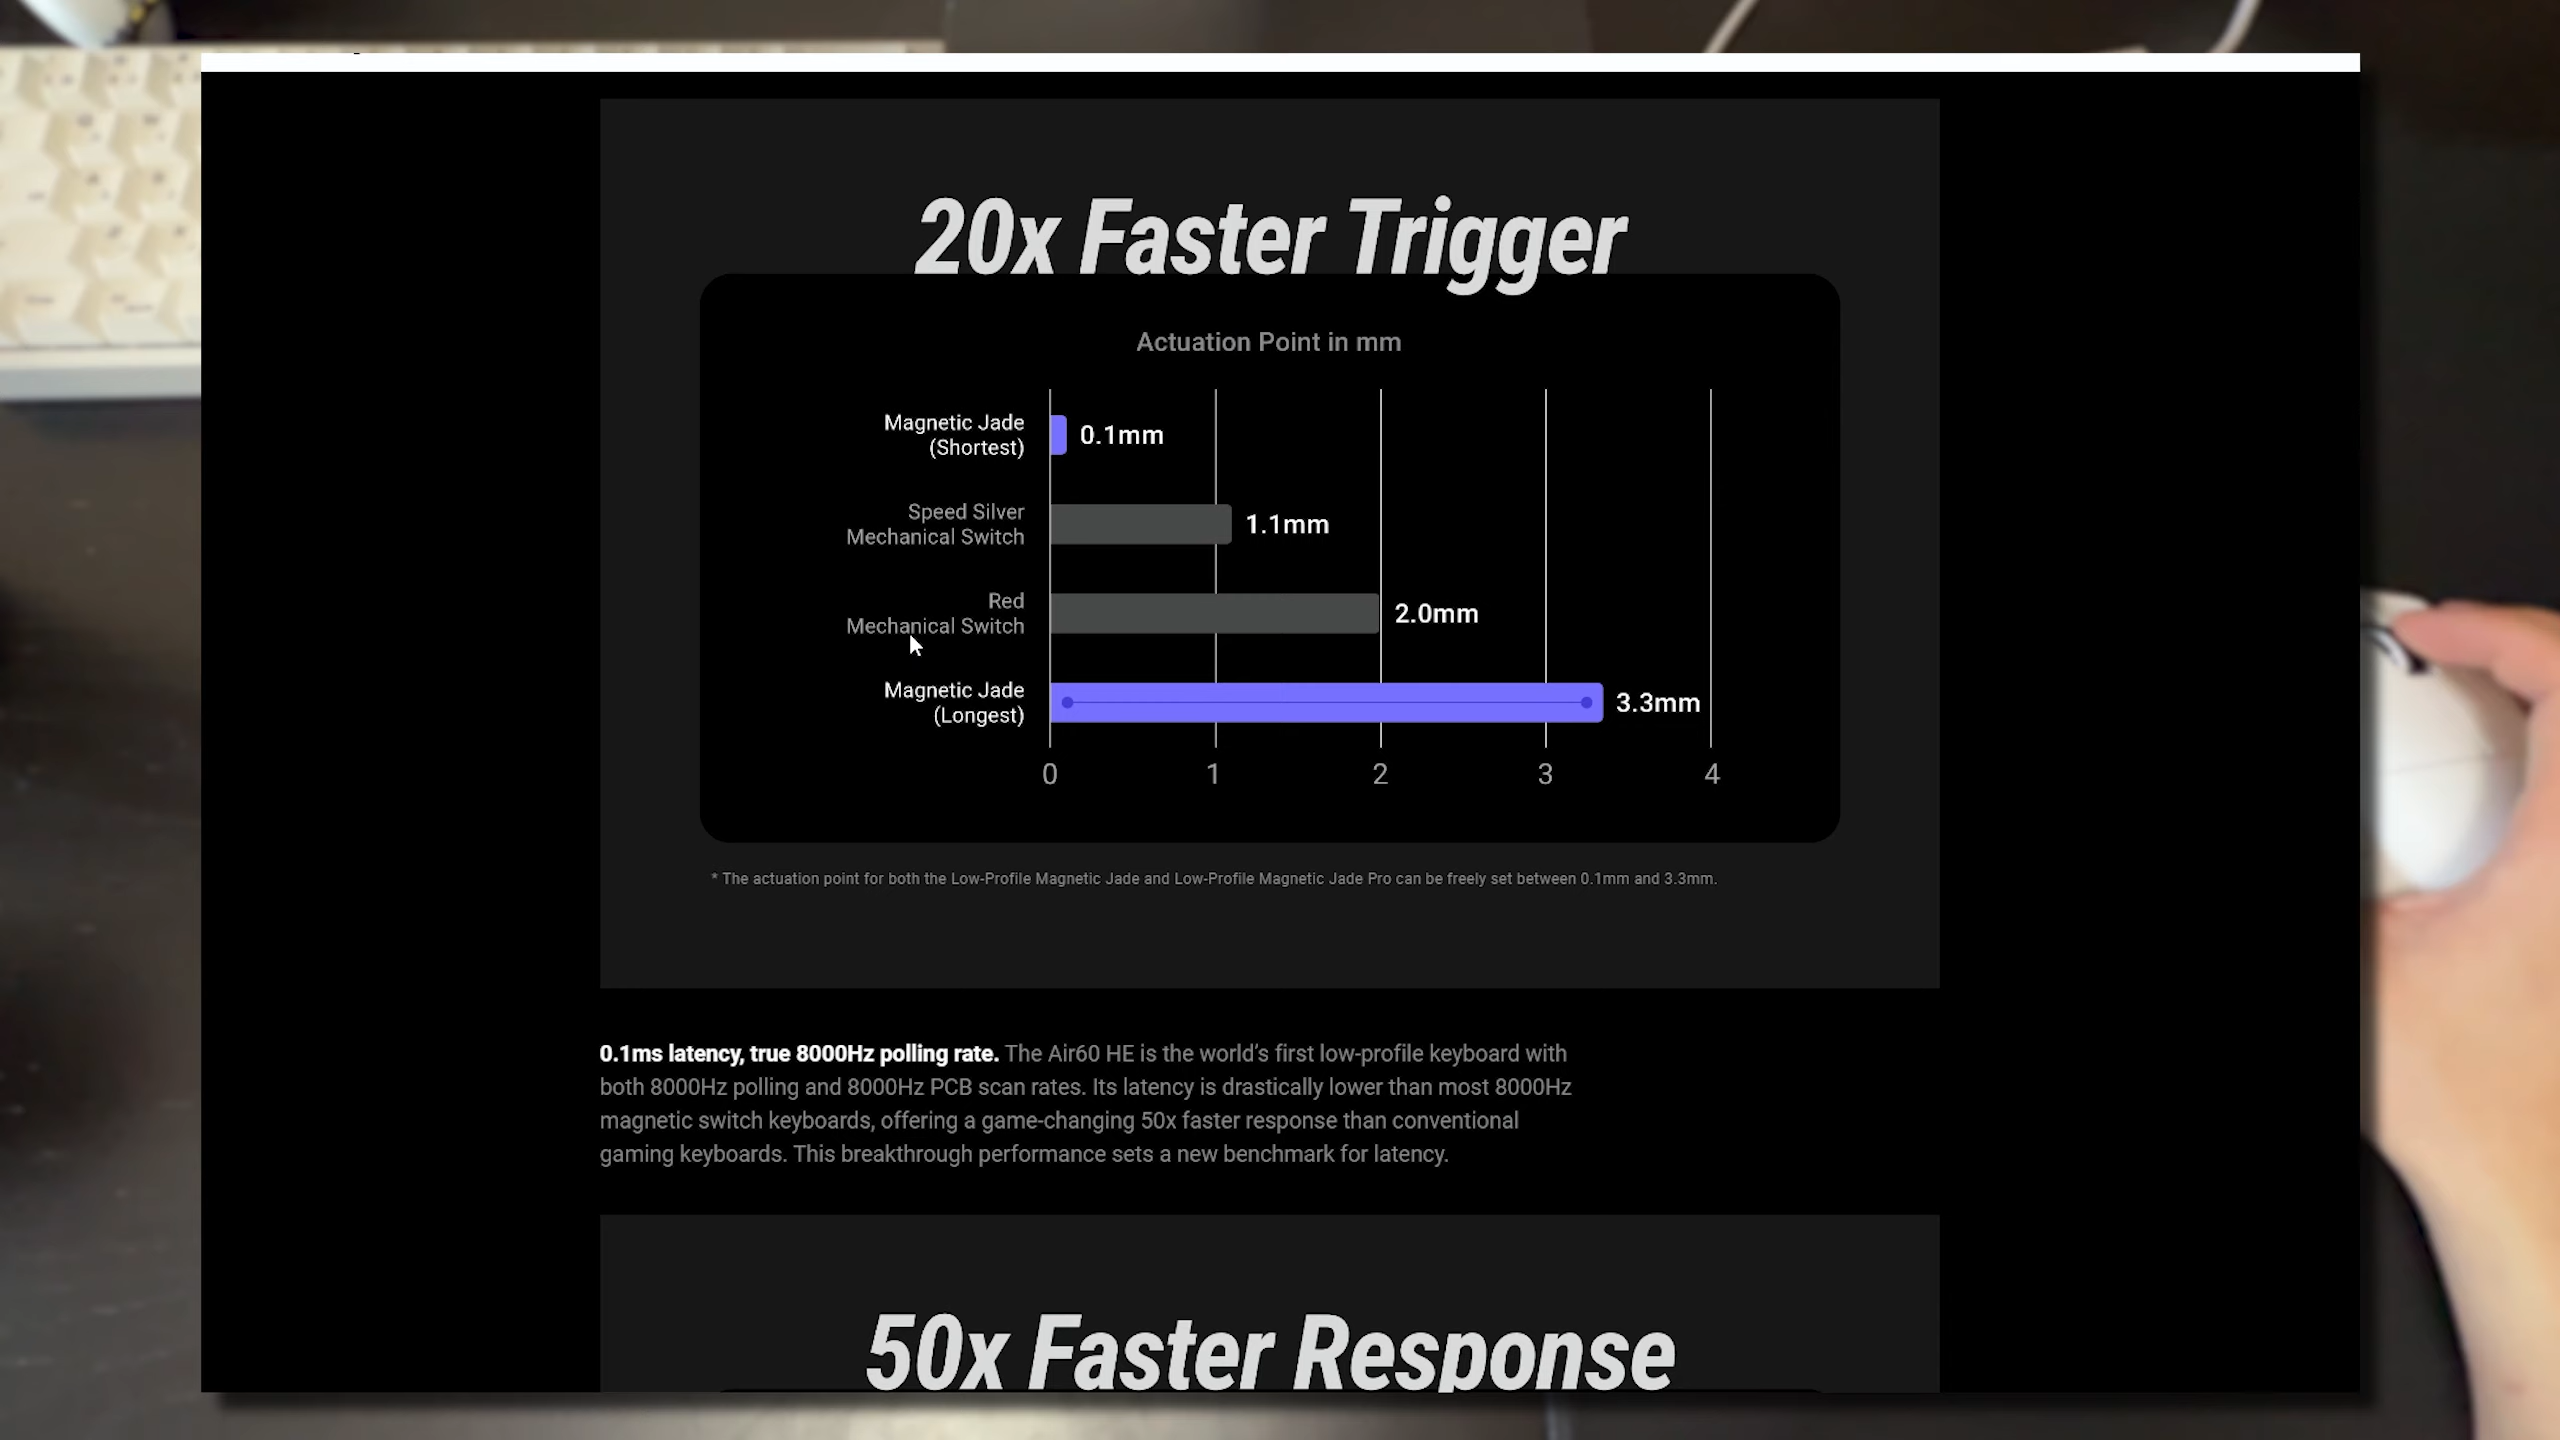 20x Faster Trigger
Actuation Point in mm
Magnetic Jade
(Shortest)
0.1mm
Speed Silver
Mechanical Switch
1.1mm
Red
Mechanical Switch
2.0mm
Magnetic Jade
(Longest)
3.3mm
0 1 2 3 4
* The actuation point for both the Low-Profile Magnetic Jade and Low-Profile Magnetic Jade Pro can be freely set between 0.1mm and 3.3mm.
0.1ms latency, true 8000Hz polling rate. The Air60 HE is the world’s first low-profile keyboard with
both 8000Hz polling and 8000Hz PCB scan rates. Its latency is drastically lower than most 8000Hz
magnetic switch keyboards, offering a game-changing 50x faster response than conventional
gaming keyboards. This breakthrough performance sets a new benchmark for latency.
50x Faster Response